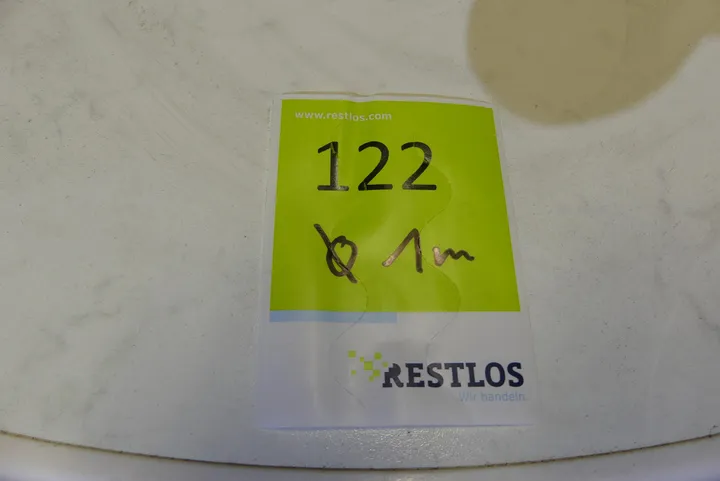 www.restlos.com
122
Ø 1m
RESTLOS
Wir handeln.